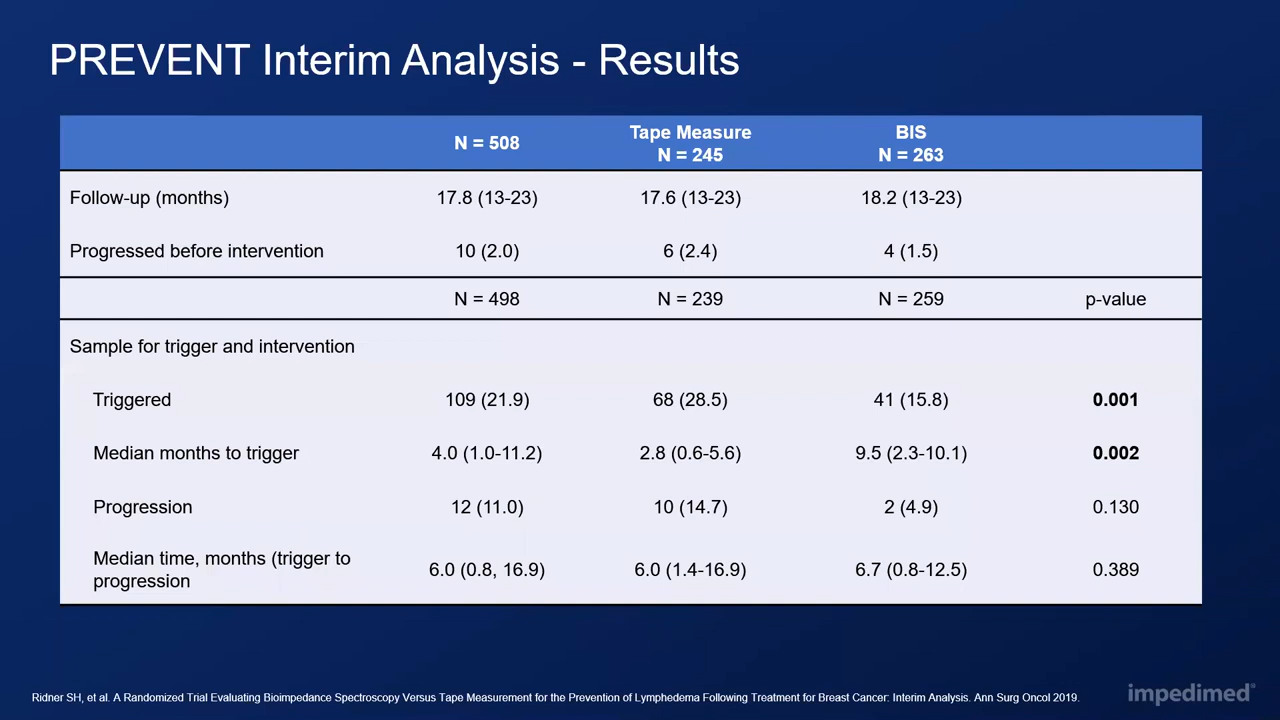 PREVENT Interim Analysis - Results
N = 508 Tape Measure N = 245 BIS N = 263
Follow-up (months) 17.8 (13-23) 17.6 (13-23) 18.2 (13-23)
Progressed before intervention 10 (2.0) 6 (2.4) 4 (1.5)
N = 498 N = 239 N = 259 p-value
Sample for trigger and intervention
Triggered 109 (21.9) 68 (28.5) 41 (15.8) 0.001
Median months to trigger 4.0 (1.0-11.2) 2.8 (0.6-5.6) 9.5 (2.3-10.1) 0.002
Progression 12 (11.0) 10 (14.7) 2 (4.9) 0.130
Median time, months (trigger to
progression 6.0 (0.8, 16.9) 6.0 (1.4-16.9) 6.7 (0.8-12.5) 0.389
Ridner SH, et al. A Randomized Trial Evaluating Bioimpedance Spectroscopy Versus Tape Measurement for the Prevention of Lymphedema Following Treatment for Breast Cancer: Interim Analysis. Ann Surg Oncol 2019.
impedimed®